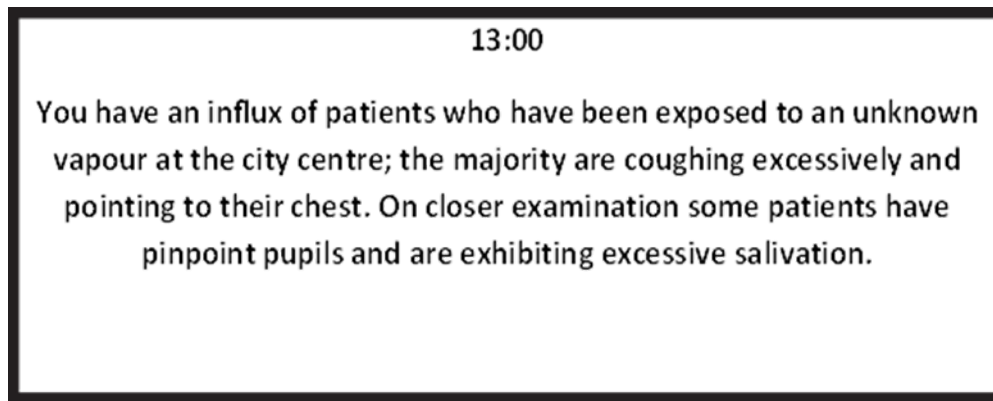 13:00
You have an influx of patients who have been exposed to an unknown
vapour at the city centre; the majority are coughing excessively and
pointing to their chest. On closer examination some patients have
pinpoint pupils and are exhibiting excessive salivation.